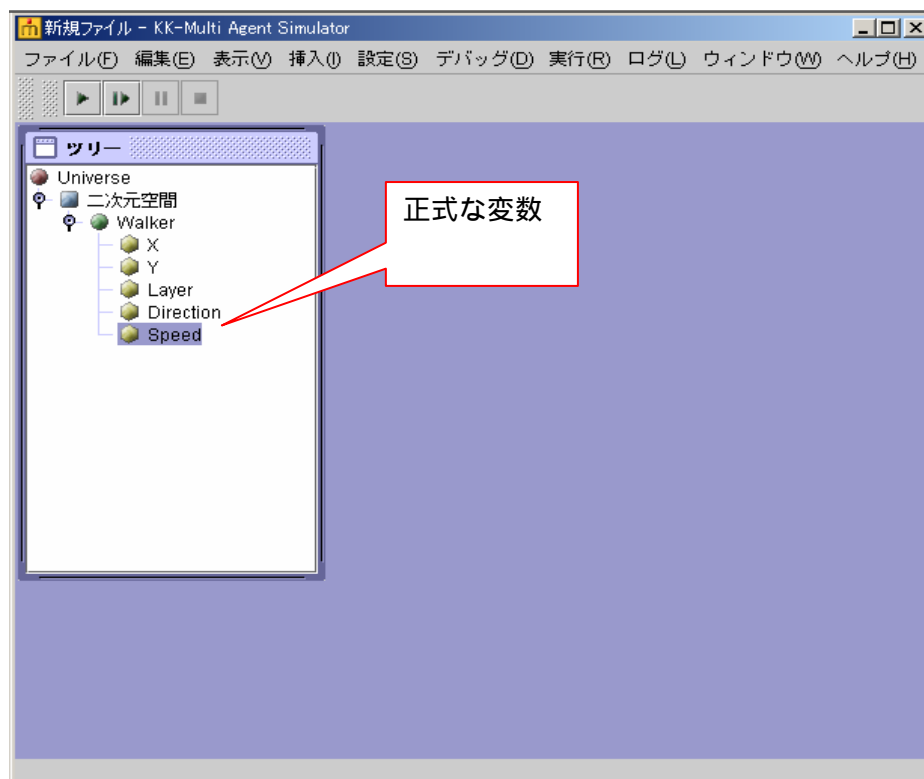 新規ファイル - KK-Multi Agent Simulator
ファイル(F) 編集(E) 表示(V) 挿入(I) 設定(S) デバッグ(D) 実行(R) ログ(L) ウィンドウ(W) ヘルプ(H)
ツリー
Universe
二次元空間
Walker
X
Y
Layer
Direction
Speed
正式な変数